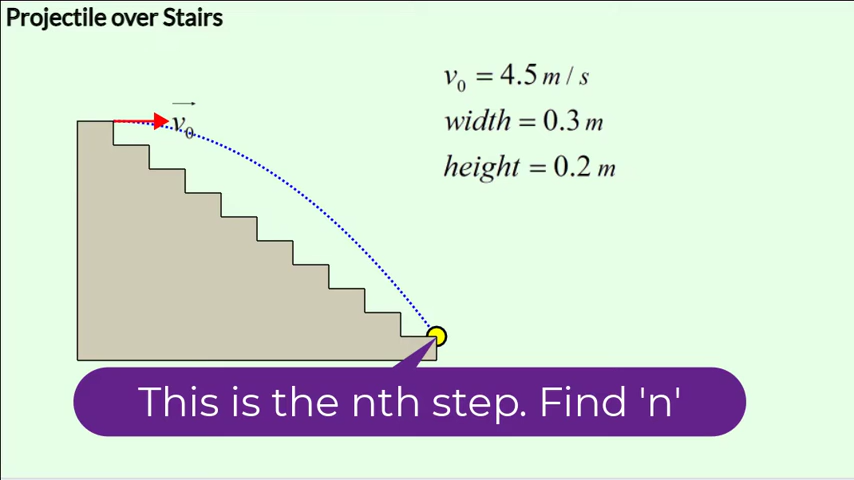 Projectile over Stairs
v₀ = 4.5 m / s
v₀
width = 0.3 m
height = 0.2 m
This is the nth step. Find 'n'